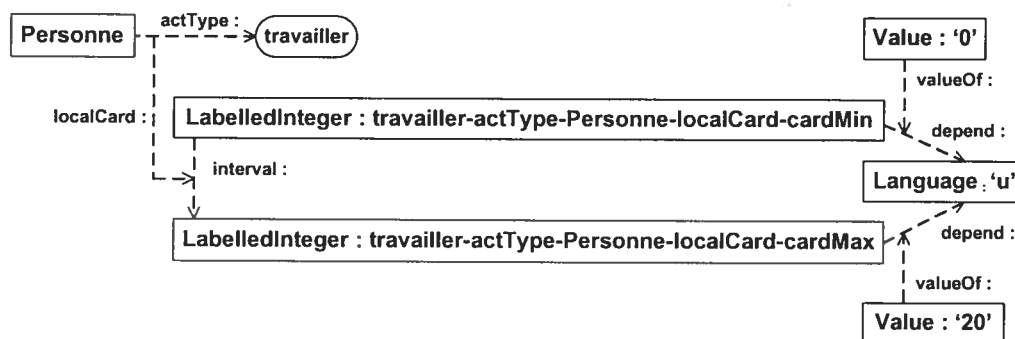 actType :
Personne
travailler
Value : ‘0’
valueOf :
localCard :
LabelledInteger : travailler-actType-Personne-localCard-cardMin
depend :
interval :
Language : ‘u’
LabelledInteger : travailler-actType-Personne-localCard-cardMax
depend :
valueOf :
Value : ‘20’